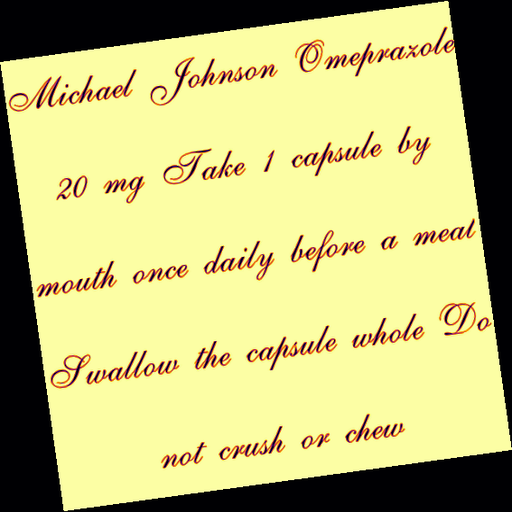 Michael Johnson Omeprazole
20 mg Take 1 capsule by
mouth once daily before a meal
Swallow the capsule whole Do
not crush or chew